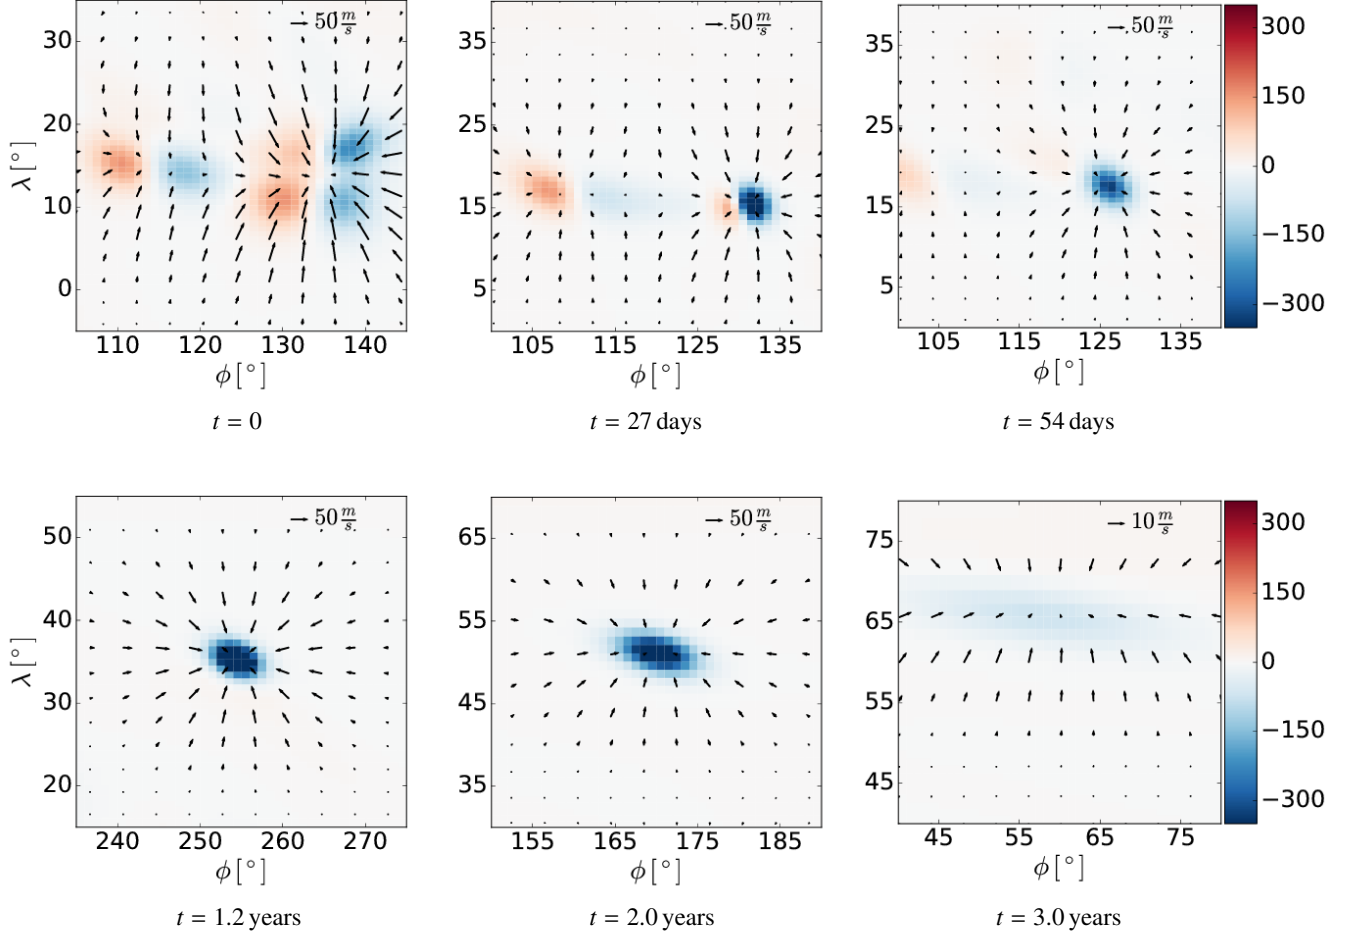 → 50 m/s
→ 50 m/s
→ 50 m/s
30
20
10
0
λ[°]
35
25
15
5
35
25
15
5
300
150
0
−150
−300
110 120 130 140
105 115 125 135
105 115 125 135
ϕ[°]
ϕ[°]
ϕ[°]
t = 0
t = 27 days
t = 54 days
→ 50 m/s
→ 50 m/s
→ 10 m/s
50
40
30
20
λ[°]
65
55
45
35
75
65
55
45
300
150
0
−150
−300
240 250 260 270
155 165 175 185
45 55 65 75
ϕ[°]
ϕ[°]
ϕ[°]
t = 1.2 years
t = 2.0 years
t = 3.0 years